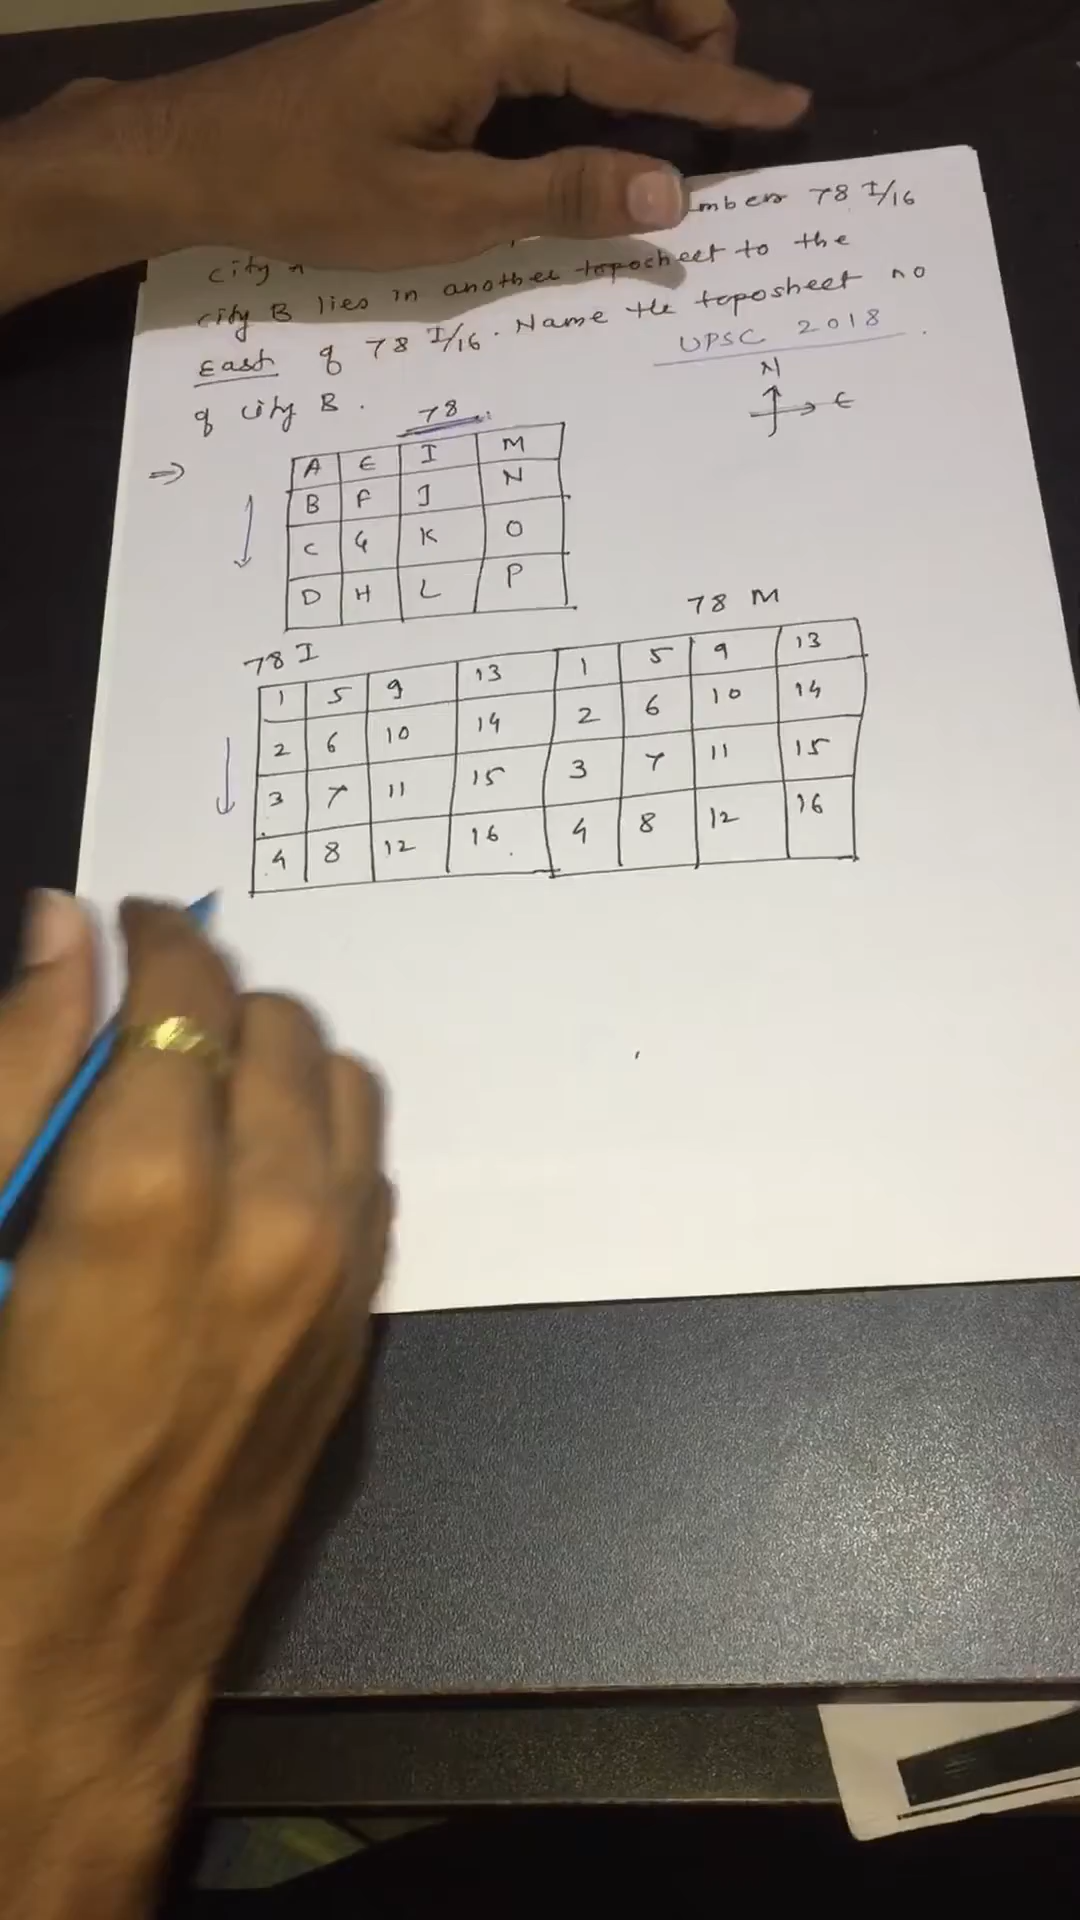 mbers 78 I/16
city
city B lies in another toposheet to the
East of 78 I/16. Name the toposheet no
of city B.
UPSC 2018
N
E
78
⇒
A E I M
B F J N
C G K O
D H L P
78 I
78 M
1 5 9 13 1 5 9 13
2 6 10 14 2 6 10 14
3 7 11 15 3 7 11 15
4 8 12 16 4 8 12 16